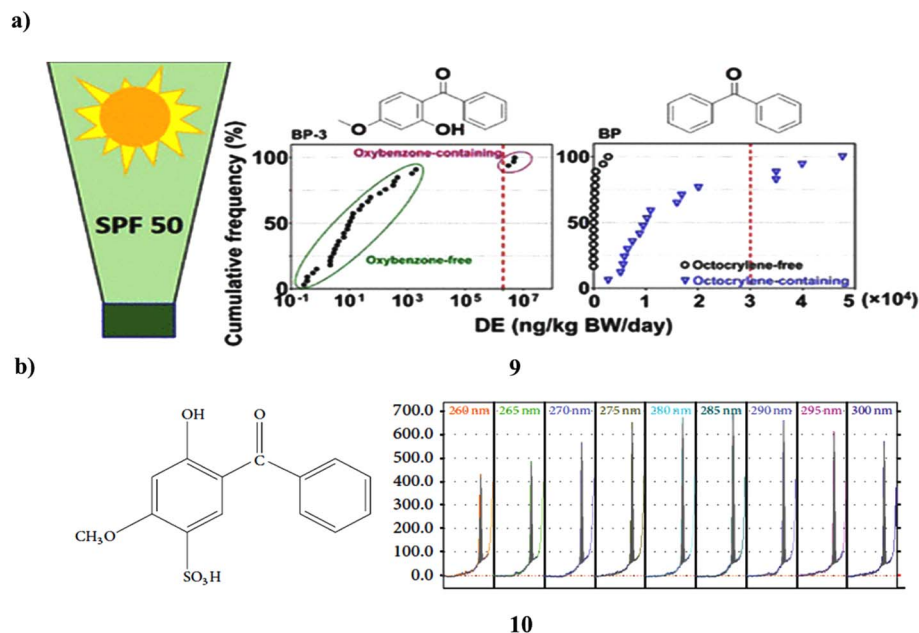 a)
SPF 50
O
O
OH
O
BP-3
BP
Cumulative frequency (%)
100
50
0
Oxybenzone-containing
Oxybenzone-free
10-1
101
103
105
107
100
50
0
Octocrylene-free
Octocrylene-containing
0
1
2
3
4
5
(×104)
DE (ng/kg BW/day)
b)
9
OH
O
C
CH3O
SO3H
700.0
600.0
500.0
400.0
300.0
200.0
100.0
0.0
260 nm
265 nm
270 nm
275 nm
280 nm
285 nm
290 nm
295 nm
300 nm
10